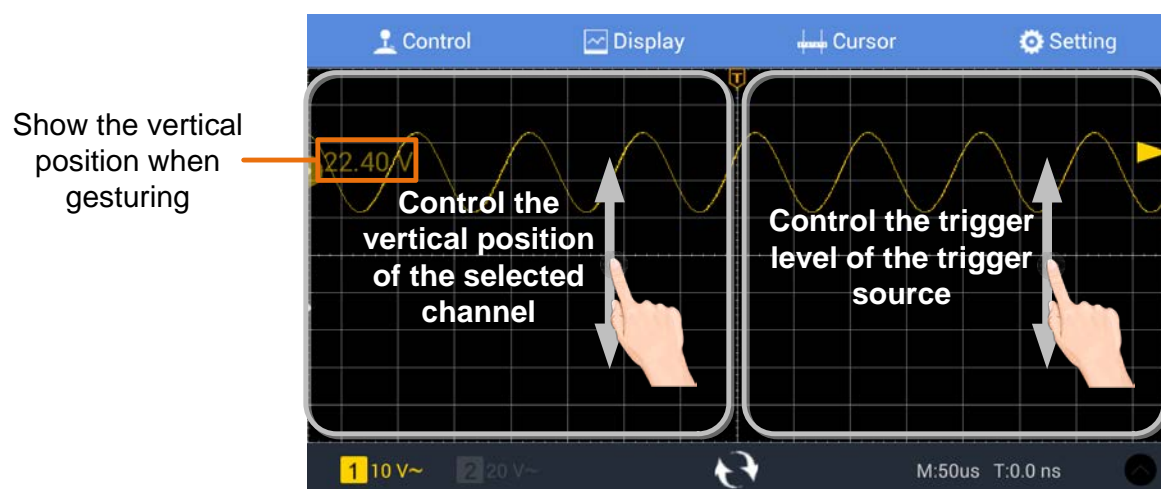 Control Display Cursor Setting
T
Show the vertical
position when
gesturing
22.40 V
Control the
vertical position
of the selected
channel
Control the trigger
level of the trigger
source
1 10 V~ 2 20 V~ M:50us T:0.0 ns